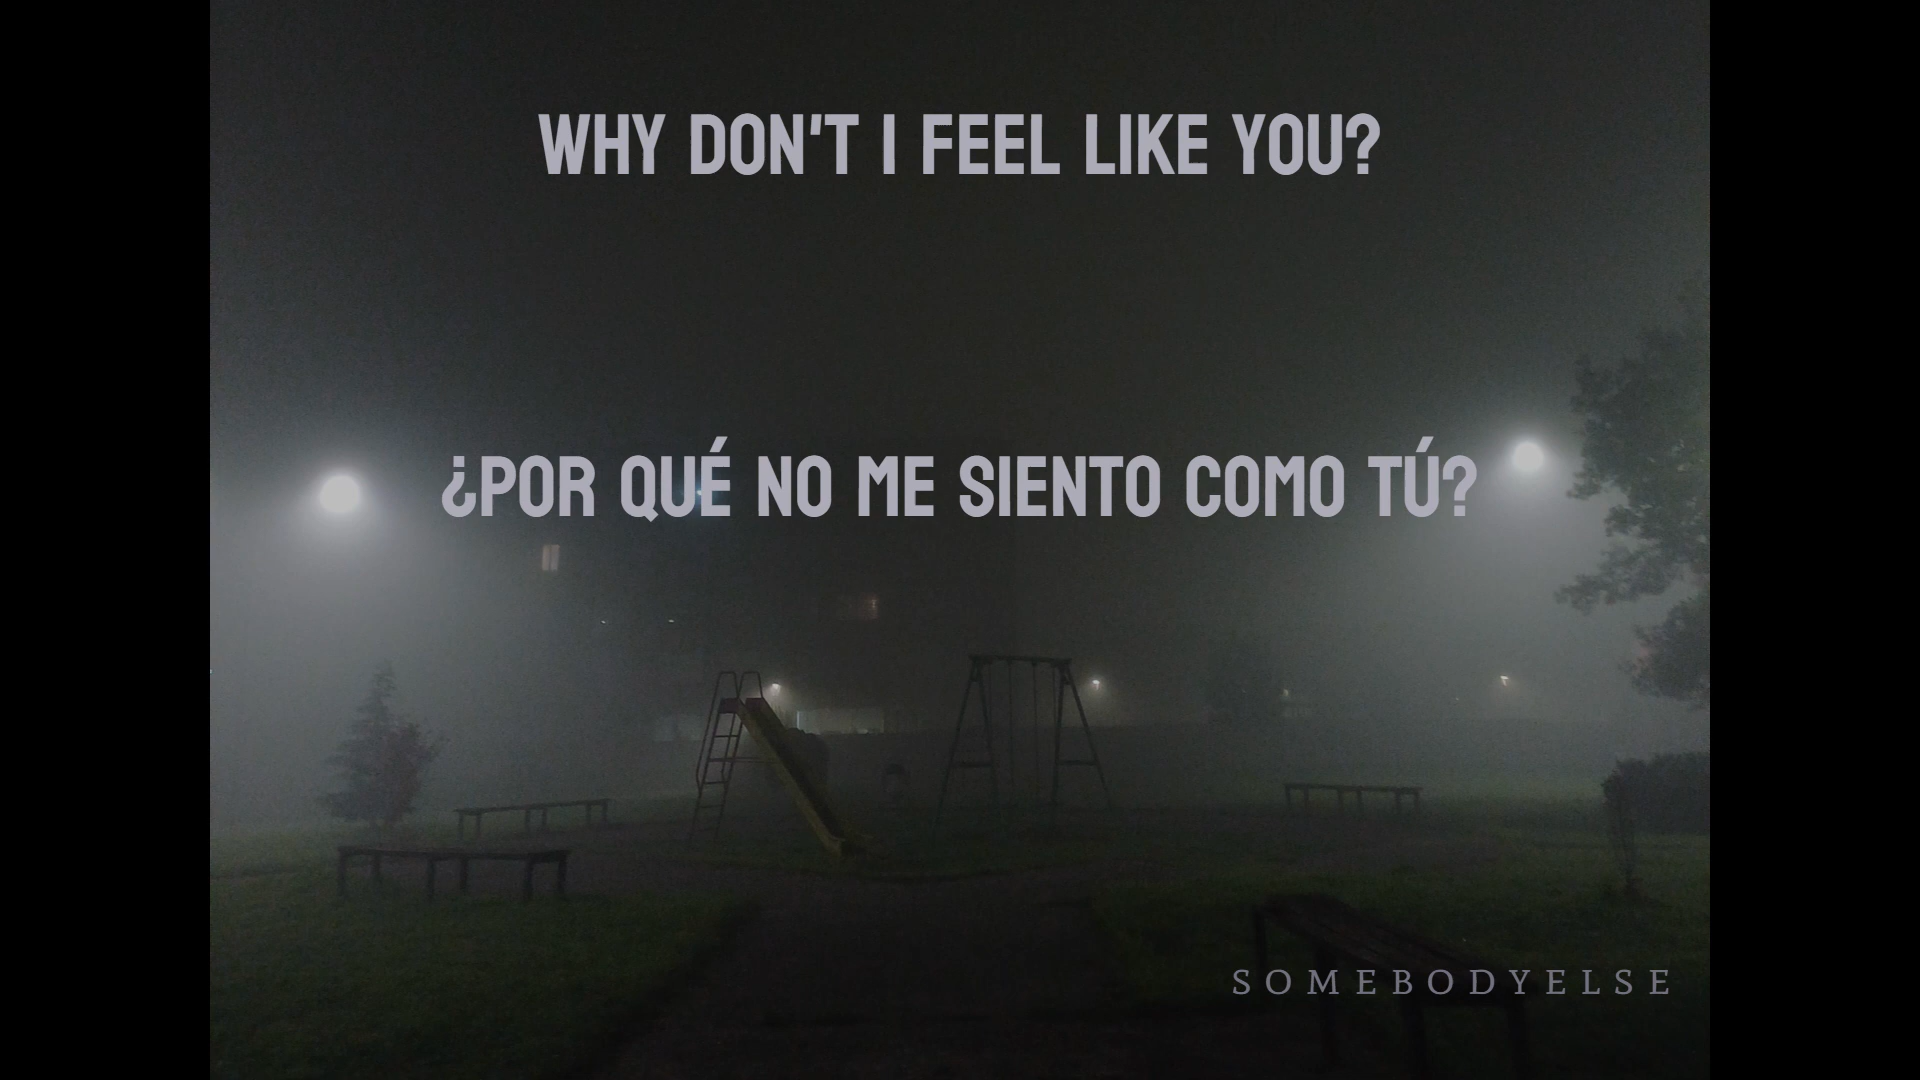 WHY DON'T I FEEL LIKE YOU?
¿POR QUÉ NO ME SIENTO COMO TÚ?
SOMEBODYELSE